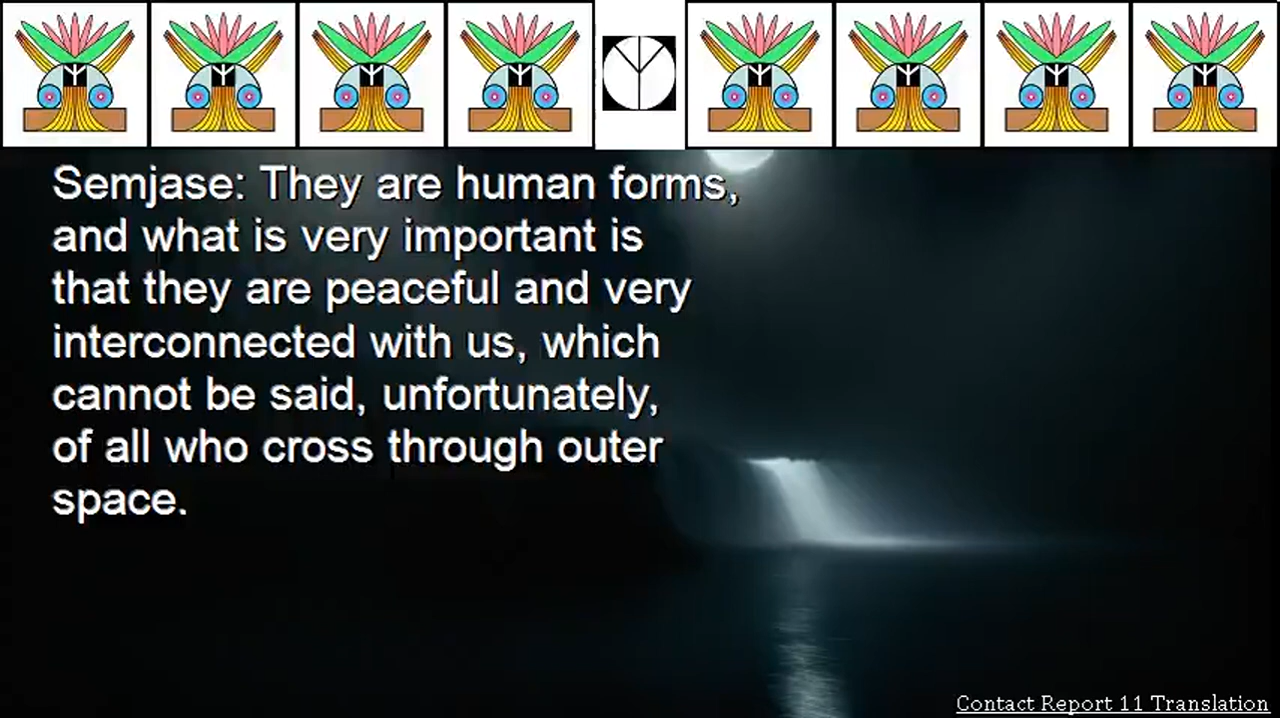 Semjase: They are human forms,
and what is very important is
that they are peaceful and very
interconnected with us, which
cannot be said, unfortunately,
of all who cross through outer
space.
Contact Report 11 Translation